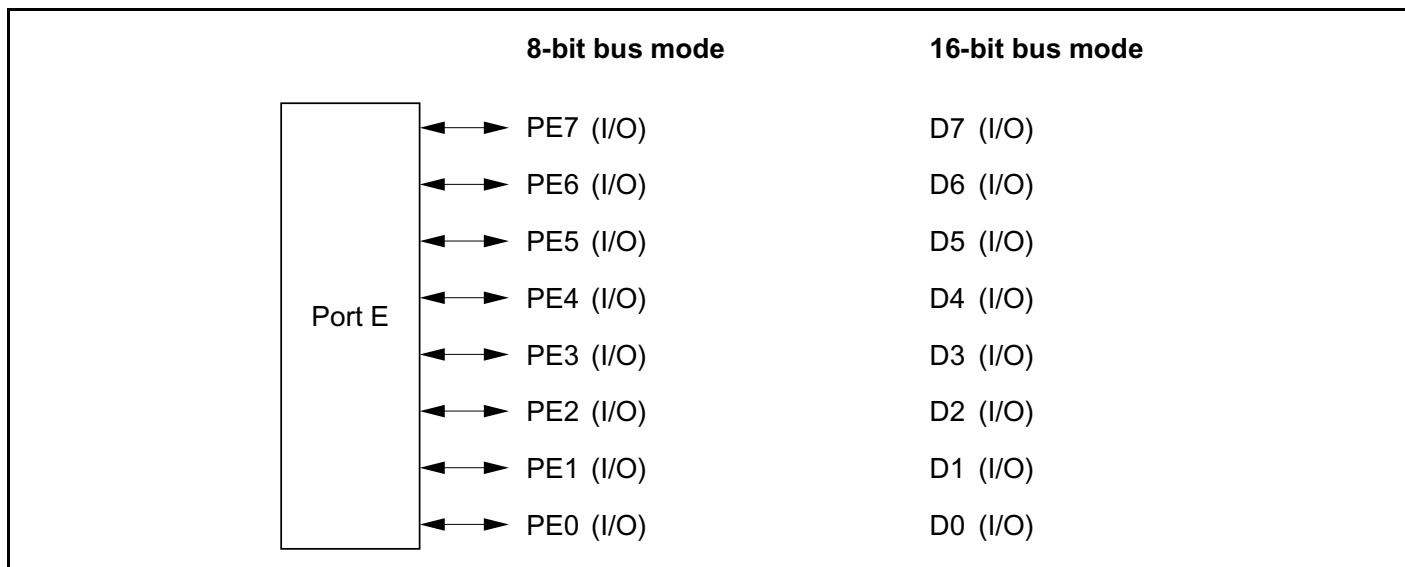 8-bit bus mode 16-bit bus mode
PE7 (I/O) D7 (I/O)
PE6 (I/O) D6 (I/O)
PE5 (I/O) D5 (I/O)
PE4 (I/O) D4 (I/O)
Port E
PE3 (I/O) D3 (I/O)
PE2 (I/O) D2 (I/O)
PE1 (I/O) D1 (I/O)
PE0 (I/O) D0 (I/O)